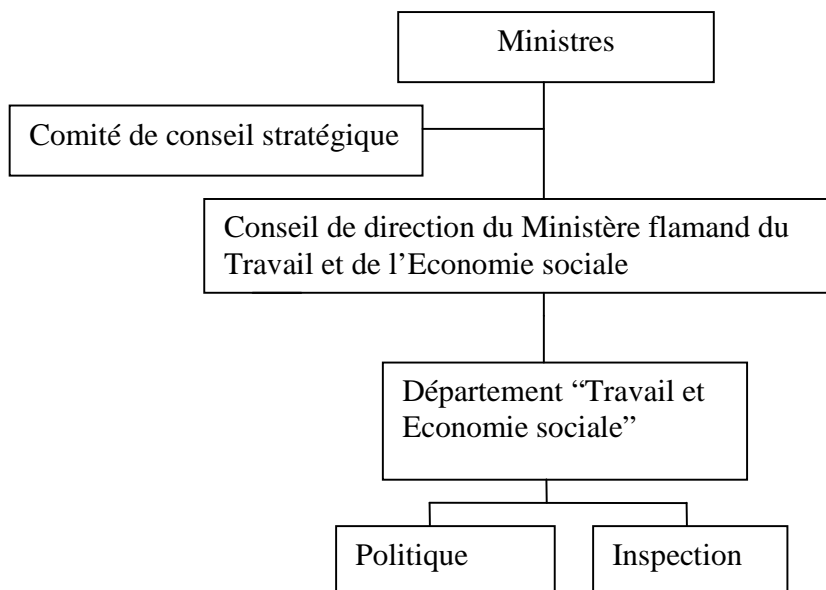 Ministres
Comité de conseil stratégique
Conseil de direction du Ministère flamand du
Travail et de l’Economie sociale
Département “Travail et
Economie sociale”
Politique
Inspection